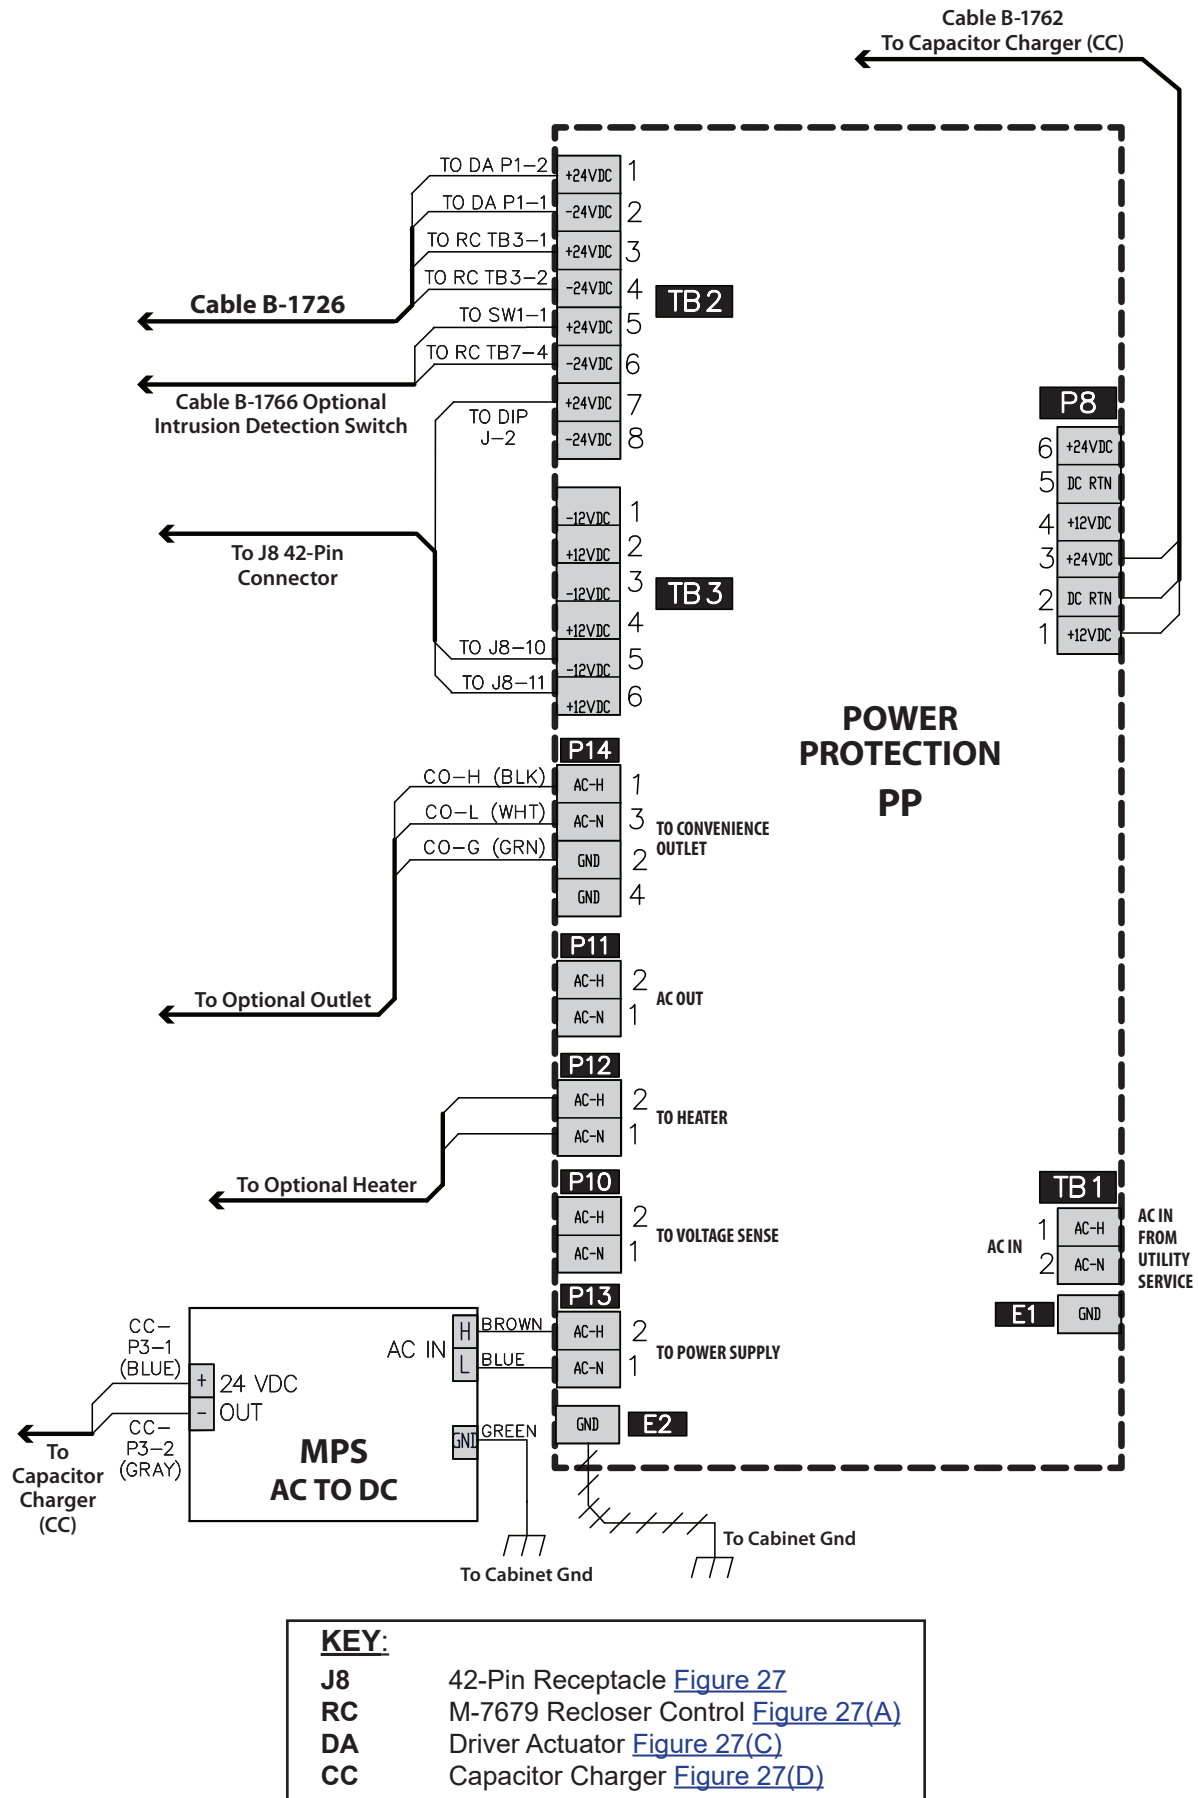 Cable B-1762
To Capacitor Charger (CC)
TO DA P1-2
+24VDC
1
TO DA P1-1
-24VDC
2
TO RC TB3-1
+24VDC
3
TO RC TB3-2
-24VDC
4
TB2
Cable B-1726
TO SW1-1
+24VDC
5
TO RC TB7-4
-24VDC
6
Cable B-1766 Optional
Intrusion Detection Switch
TO DIP
J-2
+24VDC
7
-24VDC
8
P8
6
+24VDC
5
DC RTN
4
+12VDC
3
+24VDC
2
DC RTN
1
+12VDC
To J8 42-Pin
Connector
-12VDC
1
+12VDC
2
-12VDC
3
TB3
+12VDC
4
TO J8-10
-12VDC
5
TO J8-11
+12VDC
6
POWER
PROTECTION
PP
P14
CO-H (BLK)
AC-H
1
CO-L (WHT)
AC-N
3
CO-G (GRN)
GND
2
GND
4
TO CONVENIENCE
OUTLET
To Optional Outlet
P11
AC-H
2
AC-N
1
AC OUT
P12
AC-H
2
AC-N
1
TO HEATER
To Optional Heater
P10
AC-H
2
AC-N
1
TO VOLTAGE SENSE
TB1
AC IN
1
AC-H
2
AC-N
AC IN
FROM
UTILITY
SERVICE
E1
GND
P13
BROWN
AC-H
2
BLUE
AC-N
1
TO POWER SUPPLY
CC-
P3-1
(BLUE)
AC IN
H
L
+
24 VDC
-
OUT
CC-
P3-2
(GRAY)
To
Capacitor
Charger
(CC)
GND
GREEN
MPS
AC TO DC
GND
E2
To Cabinet Gnd
To Cabinet Gnd
KEY:
J8 42-Pin Receptacle Figure 27
RC M-7679 Recloser Control Figure 27(A)
DA Driver Actuator Figure 27(C)
CC Capacitor Charger Figure 27(D)